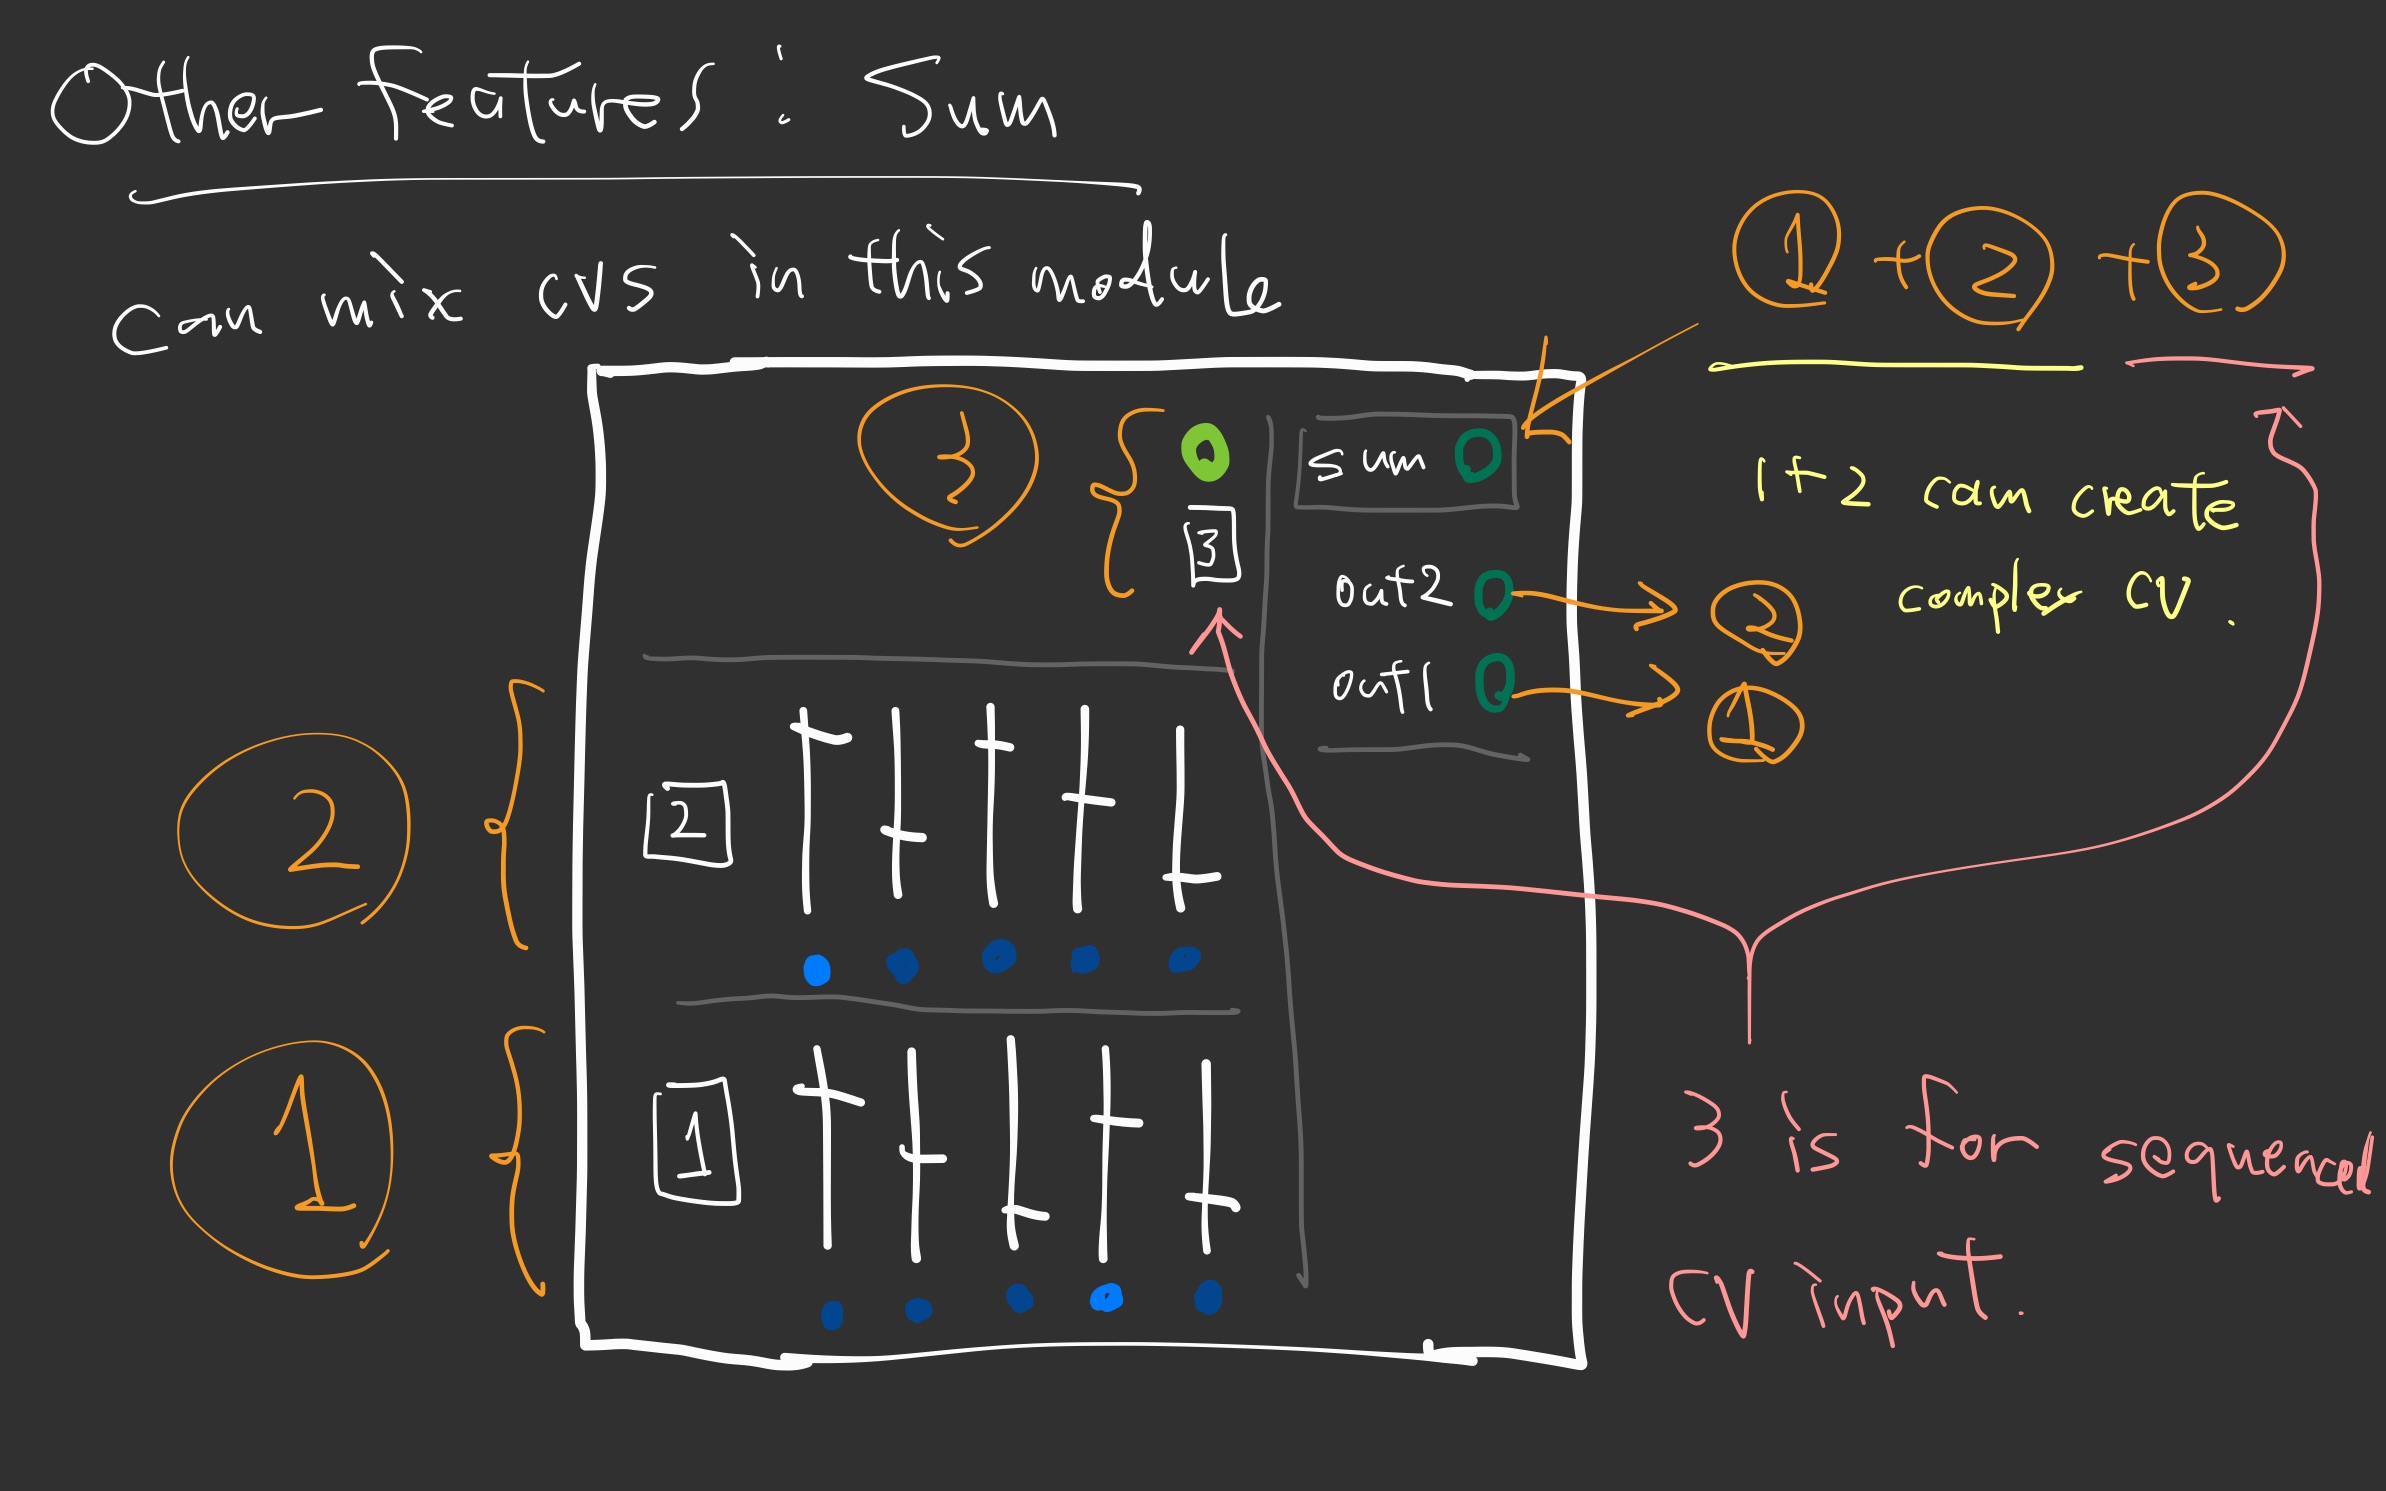 Other Features : Sum
Can mix cvs in this module
1 + 2 + 3
3
sum
3
1+2 can create
complex cv.
out2
2
out1
1
2
2
1
1
3 is for sequenced
cv input.